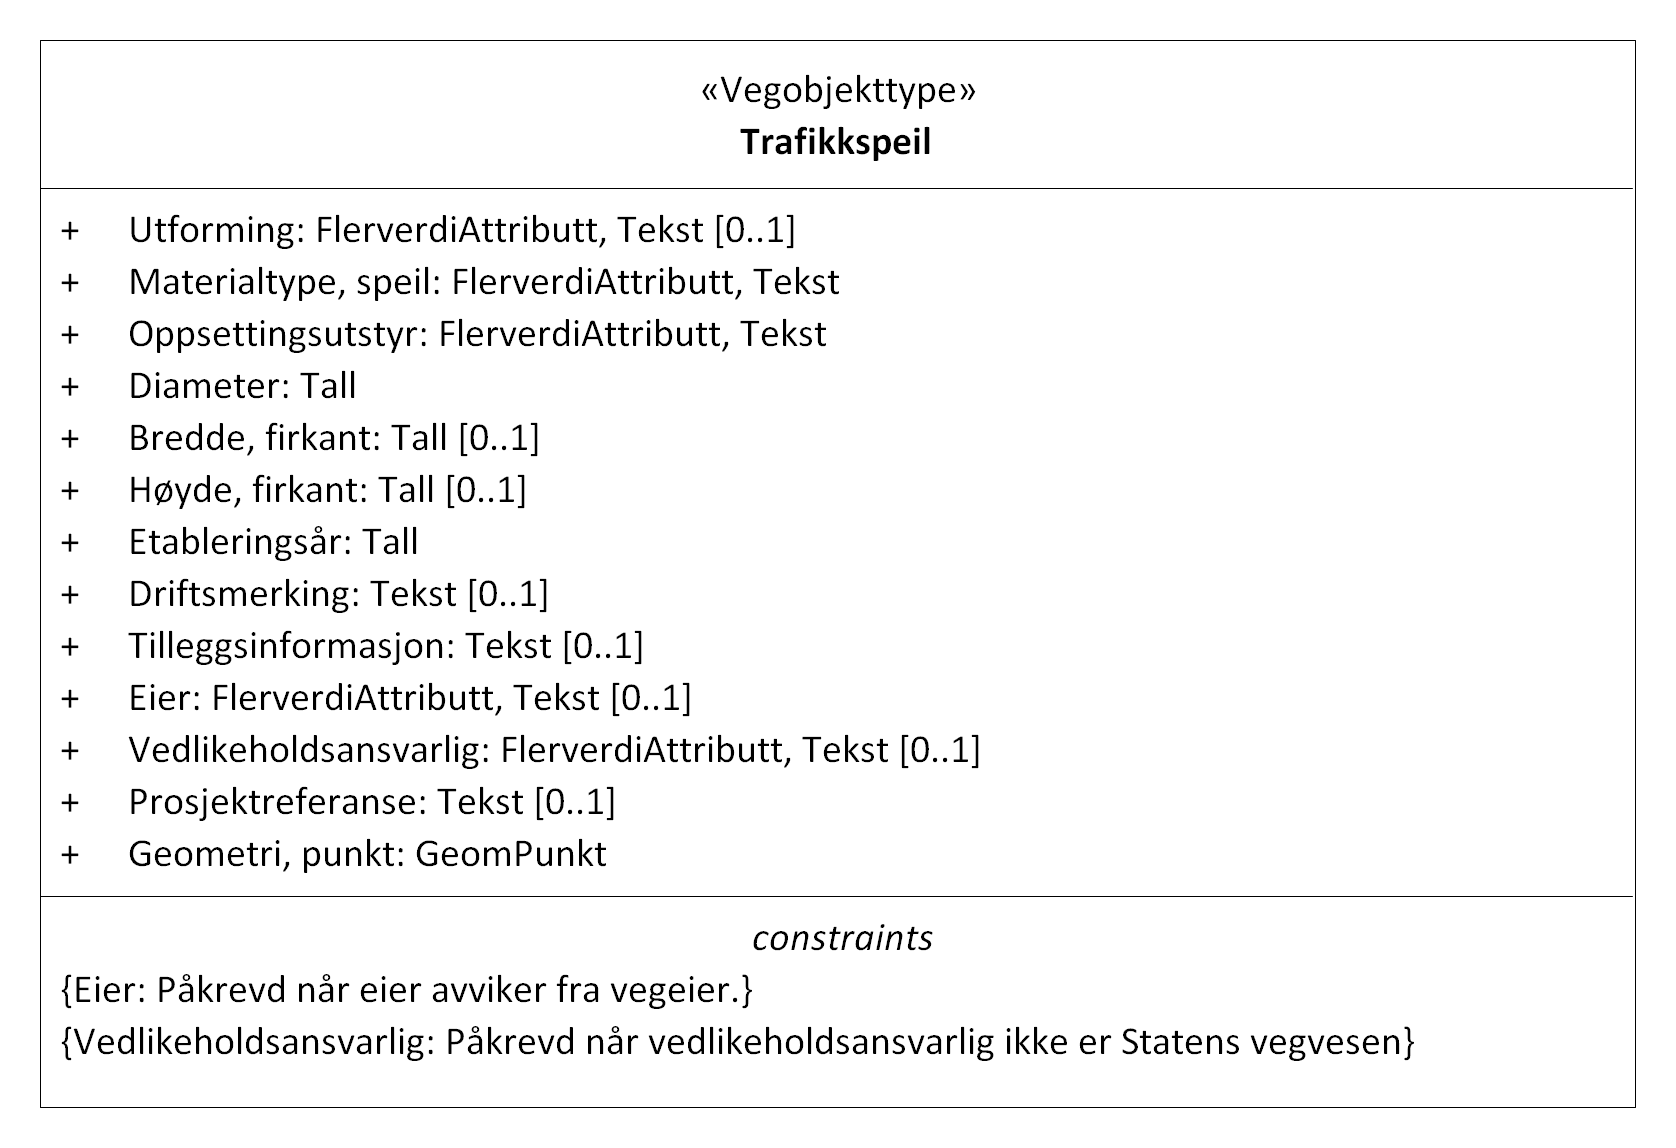 «Vegobjekttype»
Trafikkspeil
+ Utforming: FlerverdiAttributt, Tekst [0..1]
+ Materialtype, speil: FlerverdiAttributt, Tekst
+ Oppsettingsutstyr: FlerverdiAttributt, Tekst
+ Diameter: Tall
+ Bredde, firkant: Tall [0..1]
+ Høyde, firkant: Tall [0..1]
+ Etableringsår: Tall
+ Driftsmerking: Tekst [0..1]
+ Tilleggsinformasjon: Tekst [0..1]
+ Eier: FlerverdiAttributt, Tekst [0..1]
+ Vedlikeholdsansvarlig: FlerverdiAttributt, Tekst [0..1]
+ Prosjektreferanse: Tekst [0..1]
+ Geometri, punkt: GeomPunkt
constraints
{Eier: Påkrevd når eier avviker fra vegeier.}
{Vedlikeholdsansvarlig: Påkrevd når vedlikeholdsansvarlig ikke er Statens vegvesen}